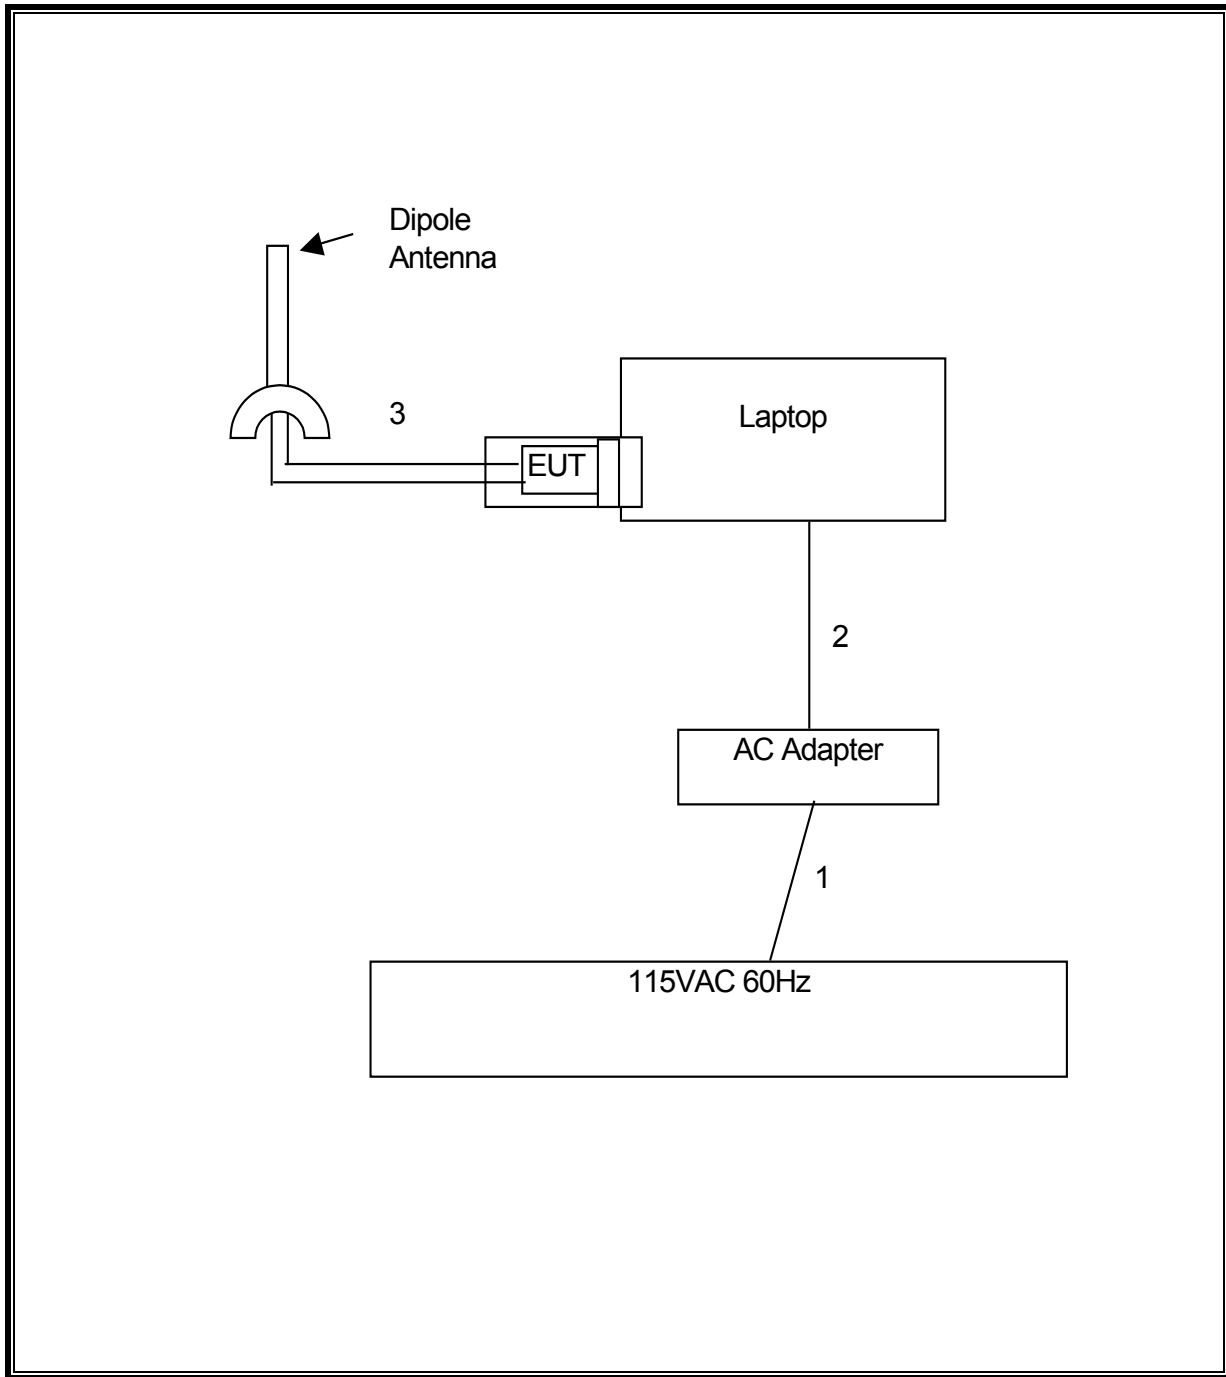 Dipole
Antenna
3
Laptop
EUT
2
AC Adapter
1
115VAC 60Hz